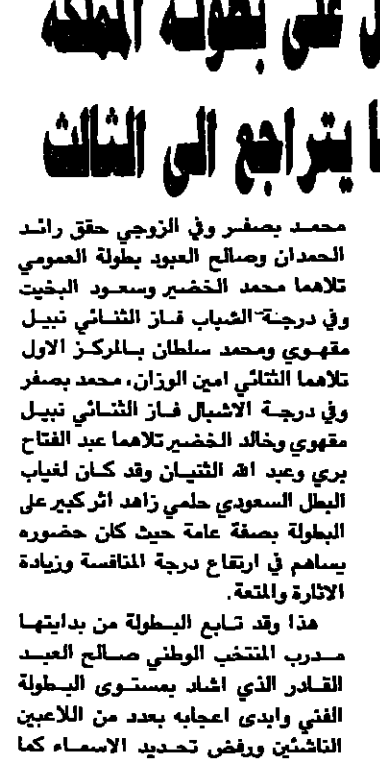 ل على بطولة المملكة
ا يتراجع الى الثالث
محمد بصفر وفي الزوجي حقق رائد
الحمدان وصالح العبود بطولة العمومي
تلاهما محمد الخضير وسعود البخيت
وفي درجة الشباب فاز الثنائي نبيل
مقهوي ومحمد سلطان بالمركز الاول
تلاهما الثنائي امين الوزان، محمد بصفر
وفي درجة الاشبال فاز الثنائي نبيل
مقهوي وخالد الخضير تلاهما عبد الفتاح
بري وعبد الله الثنيان وقد كان لغياب
البطل السعودي حلمي زاهد اثر كبير على
البطولة بصفة عامة حيث كان حضوره
يساهم في ارتفاع درجة المنافسة وزيادة
الاثارة والمتعة.
هذا وقد تابع البطولة من بدايتها
مدرب المنتخب الوطني صالح العبد
القادر الذي اشاد بمستوى البطولة
الفني وابدى اعجابه بعدد من اللاعبين
الناشئين ورفض تحديد الاسماء كما